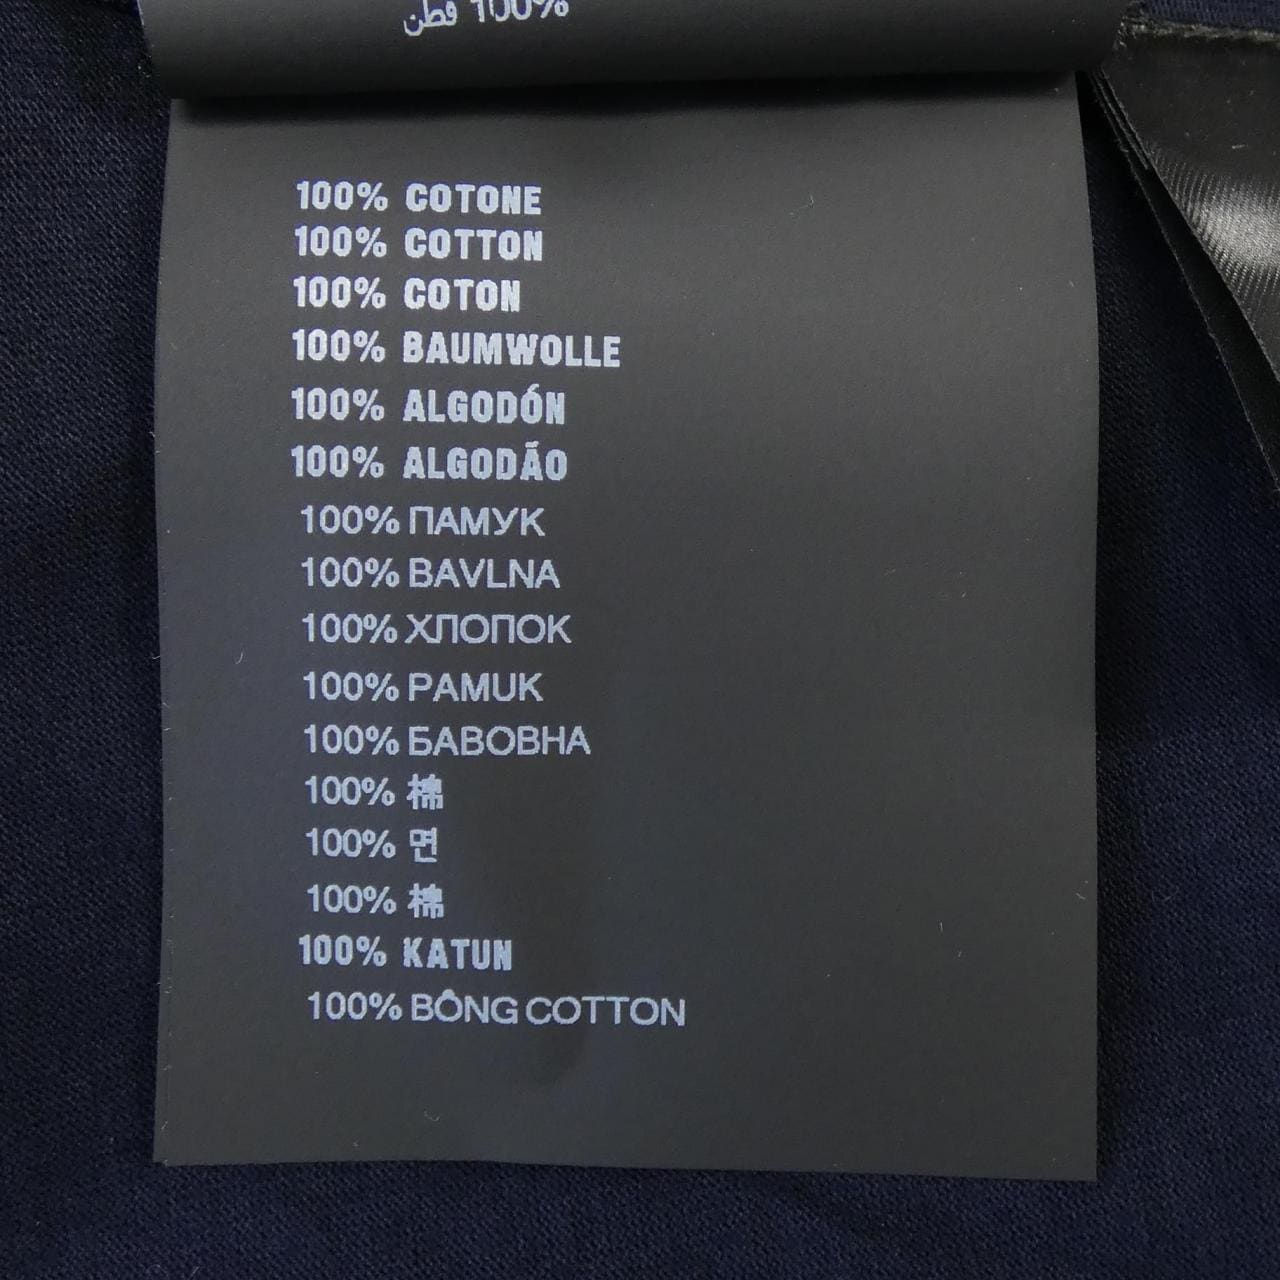 100% قطن
100% COTONE
100% COTTON
100% COTON
100% BAUMWOLLE
100% ALGODÓN
100% ALGODÃO
100% ПАМУК
100% BAVLNA
100% ХЛОПОК
100% PAMUK
100% БАВОВНА
100% 棉
100% 면
100% 棉
100% KATUN
100% BÔNG COTTON